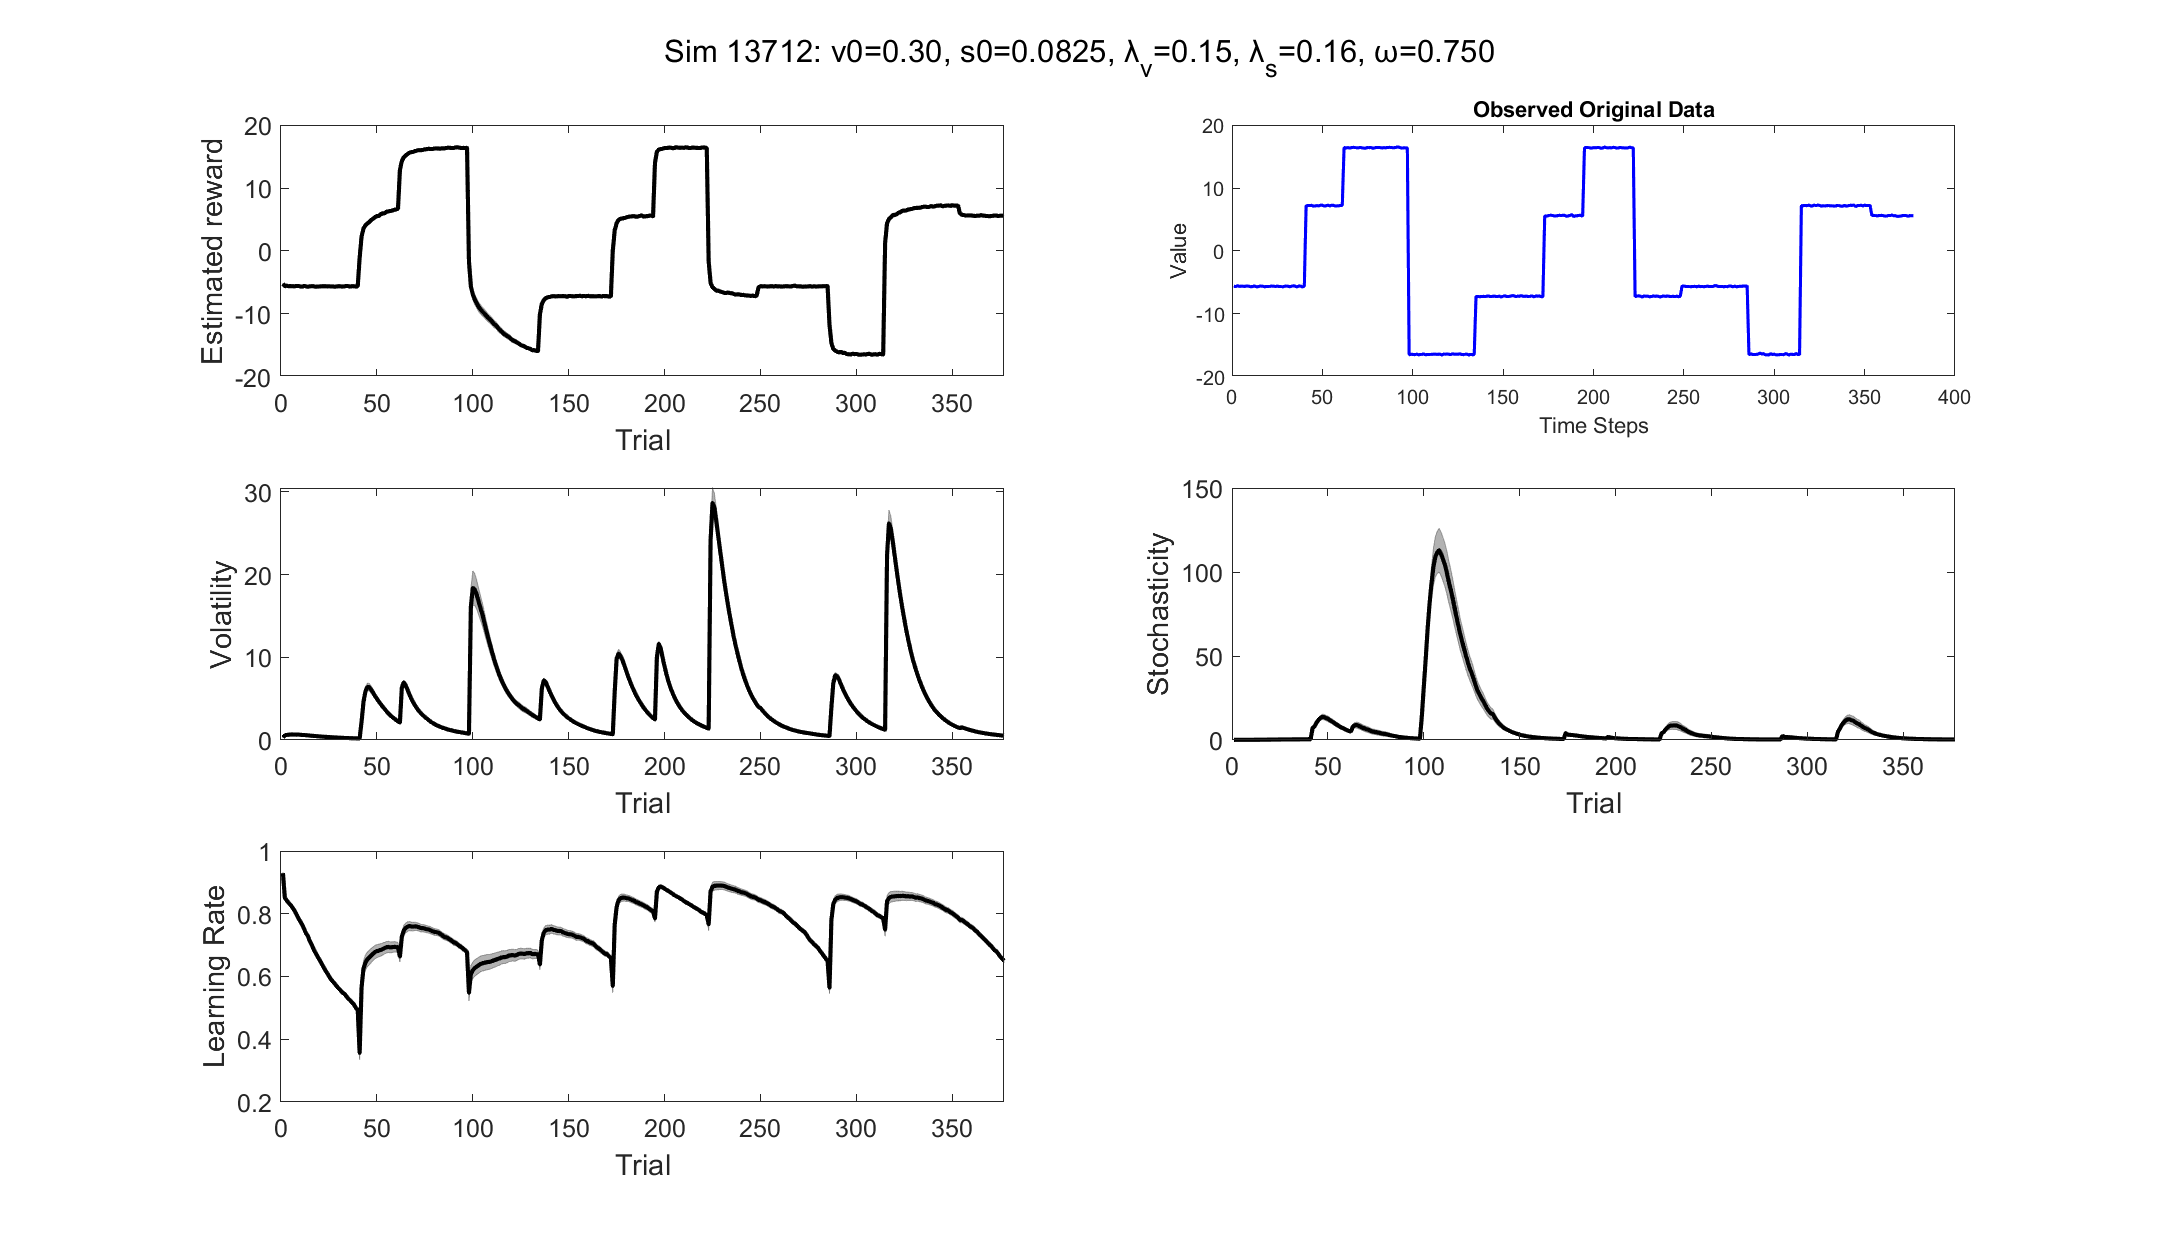 Sim 13712: v0=0.30, s0=0.0825, λv=0.15, λs=0.16, ω=0.750
Estimated reward
20
10
0
-10
-20
0 50 100 150 200 250 300 350
Trial
Observed Original Data
Value
20
10
0
-10
-20
0 50 100 150 200 250 300 350 400
Time Steps
Volatility
30
20
10
0
0 50 100 150 200 250 300 350
Trial
Stochasticity
150
100
50
0
0 50 100 150 200 250 300 350
Trial
Learning Rate
1
0.8
0.6
0.4
0.2
0 50 100 150 200 250 300 350
Trial